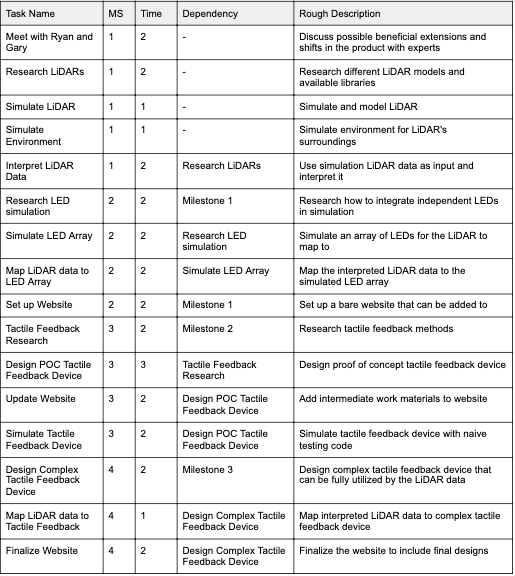 Task Name MS Time Dependency Rough Description
Meet with Ryan and 1 2 - Discuss possible beneficial extensions and
Gary shifts in the product with experts
Research LiDARs 1 2 - Research different LiDAR models and
available libraries
Simulate LiDAR 1 1 - Simulate and model LiDAR
Simulate 1 1 - Simulate environment for LiDAR's
Environment surroundings
Interpret LiDAR 1 2 Research LiDARs Use simulation LiDAR data as input and
Data interpret it
Research LED 2 2 Milestone 1 Research how to integrate independent LEDs
simulation in simulation
Simulate LED Array 2 2 Research LED Simulate an array of LEDs for the LiDAR to
simulation map to
Map LiDAR data to 2 2 Simulate LED Array Map the interpreted LiDAR data to the
LED Array simulated LED array
Set up Website 2 2 Milestone 1 Set up a bare website that can be added to
Tactile Feedback 3 2 Milestone 2 Research tactile feedback methods
Research
Design POC Tactile 3 3 Tactile Feedback Design proof of concept tactile feedback device
Feedback Device Research
Update Website 3 2 Design POC Tactile Add intermediate work materials to website
Feedback Device
Simulate Tactile 3 2 Design POC Tactile Simulate tactile feedback device with naive
Feedback Device Feedback Device testing code
Design Complex 4 2 Milestone 3 Design complex tactile feedback device that
Tactile Feedback can be fully utilized by the LiDAR data
Device
Map LiDAR data to 4 1 Design Complex Tactile Map interpreted LiDAR data to complex tactile
Tactile Feedback Feedback Device feedback device
Finalize Website 4 2 Design Complex Tactile Finalize the website to include final designs
Feedback Device